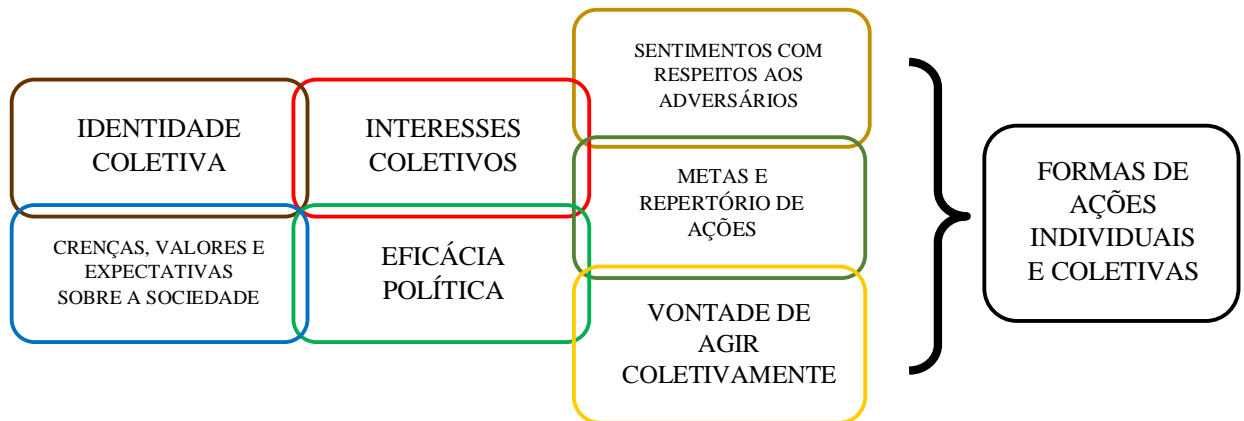 IDENTIDADE
COLETIVA
CRENÇAS, VALORES E
EXPECTATIVAS
SOBRE A SOCIEDADE
INTERESSES
COLETIVOS
EFICÁCIA
POLÍTICA
SENTIMENTOS COM
RESPEITOS AOS
ADVERSÁRIOS
METAS E
REPERTÓRIO DE
AÇÕES
VONTADE DE
AGIR
COLETIVAMENTE
FORMAS DE
AÇÕES
INDIVIDUAIS
E COLETIVAS